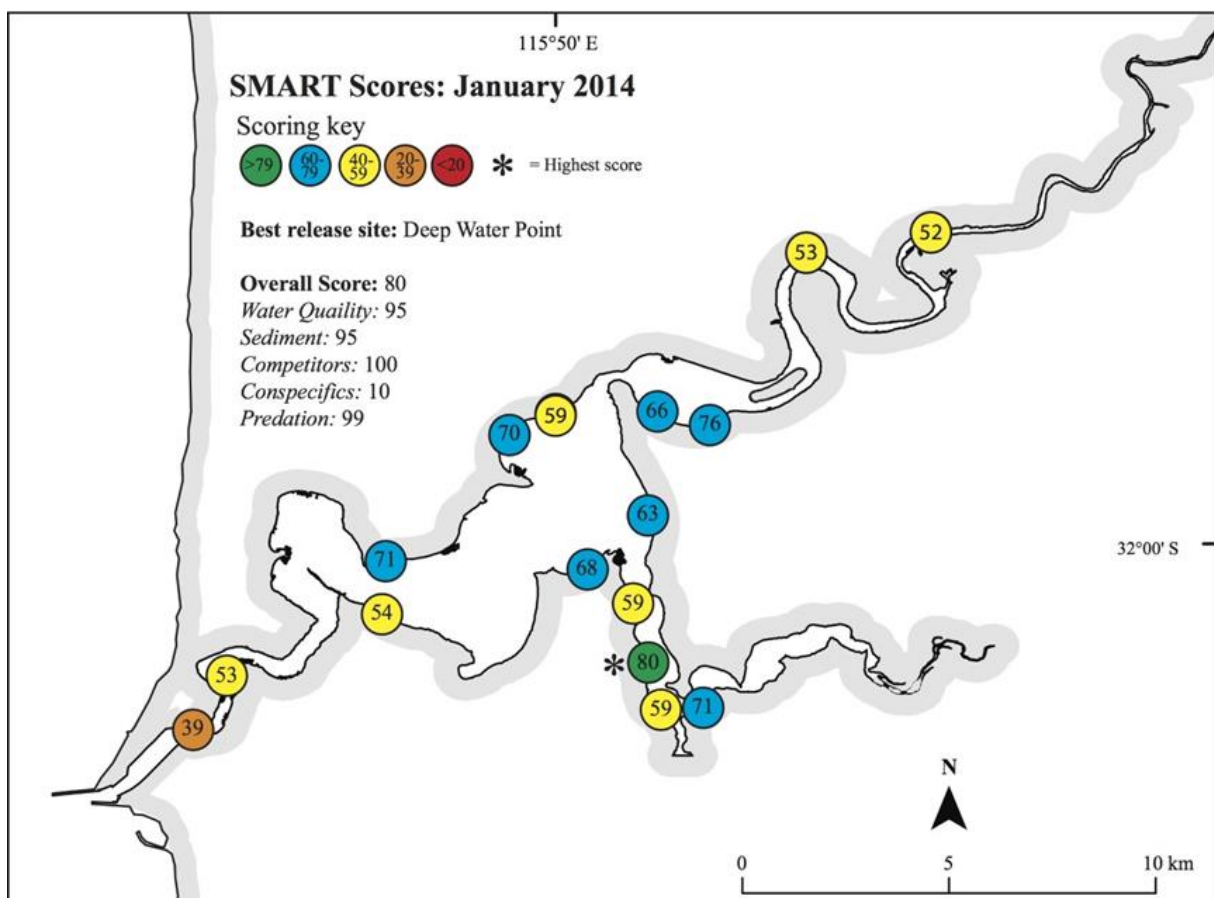 115°50' E
SMART Scores: January 2014
Scoring key
>79
60-
79
40-
59
20-
39
<20
* = Highest score
Best release site: Deep Water Point
Overall Score: 80
Water Quaility: 95
Sediment: 95
Competitors: 100
Conspecifics: 10
Predation: 99
52
53
66
59
76
70
63
32°00' S
71
68
59
54
* 80
53
59
71
39
N
0 5 10 km